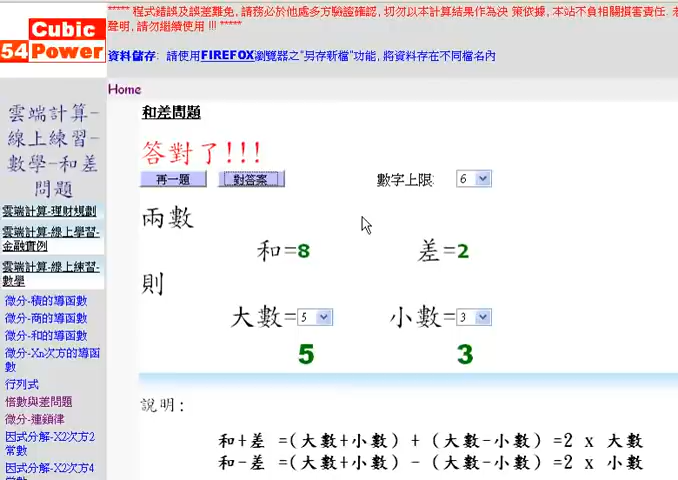 Cubic
54 Power
***** 程式錯誤及誤差難免, 請務必於他處多方驗證確認, 切勿以本計算結果作為決 策依據, 本站不負相關損害責任. 若
聲明, 請勿繼續使用 !!! *****
資料儲存: 請使用FIREFOX瀏覽器之"另存新檔"功能, 將資料存在不同檔名內
Home
雲端計算-
線上練習-
數學-和差
問題
雲端計算-理財規劃
雲端計算-線上學習-
金融實例
雲端計算-線上練習-
數學
微分-積的導函數
微分-商的導函數
微分-和的導函數
微分-Xn次方的導函
數
行列式
倍數與差問題
微分-連鎖律
因式分解-X2次方2
常數
因式分解-X2次方4
常數
和差問題
答對了!!!
再一題 對答案 數字上限: 6
兩數
和=8 差=2
則
大數=5 小數=3
5 3
說明:
和+差 =(大數+小數) + (大數-小數) =2 x 大數
和-差 =(大數+小數) - (大數-小數) =2 x 小數